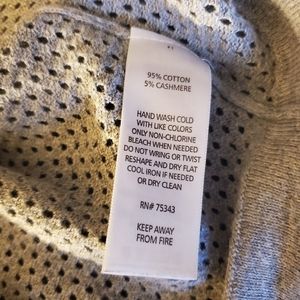 95% COTTON
5% CASHMERE
HAND WASH COLD
WITH LIKE COLORS
ONLY NON-CHLORINE
BLEACH WHEN NEEDED
DO NOT WRING OR TWIST
RESHAPE AND DRY FLAT
COOL IRON IF NEEDED
OR DRY CLEAN
RN# 75343
KEEP AWAY
FROM FIRE